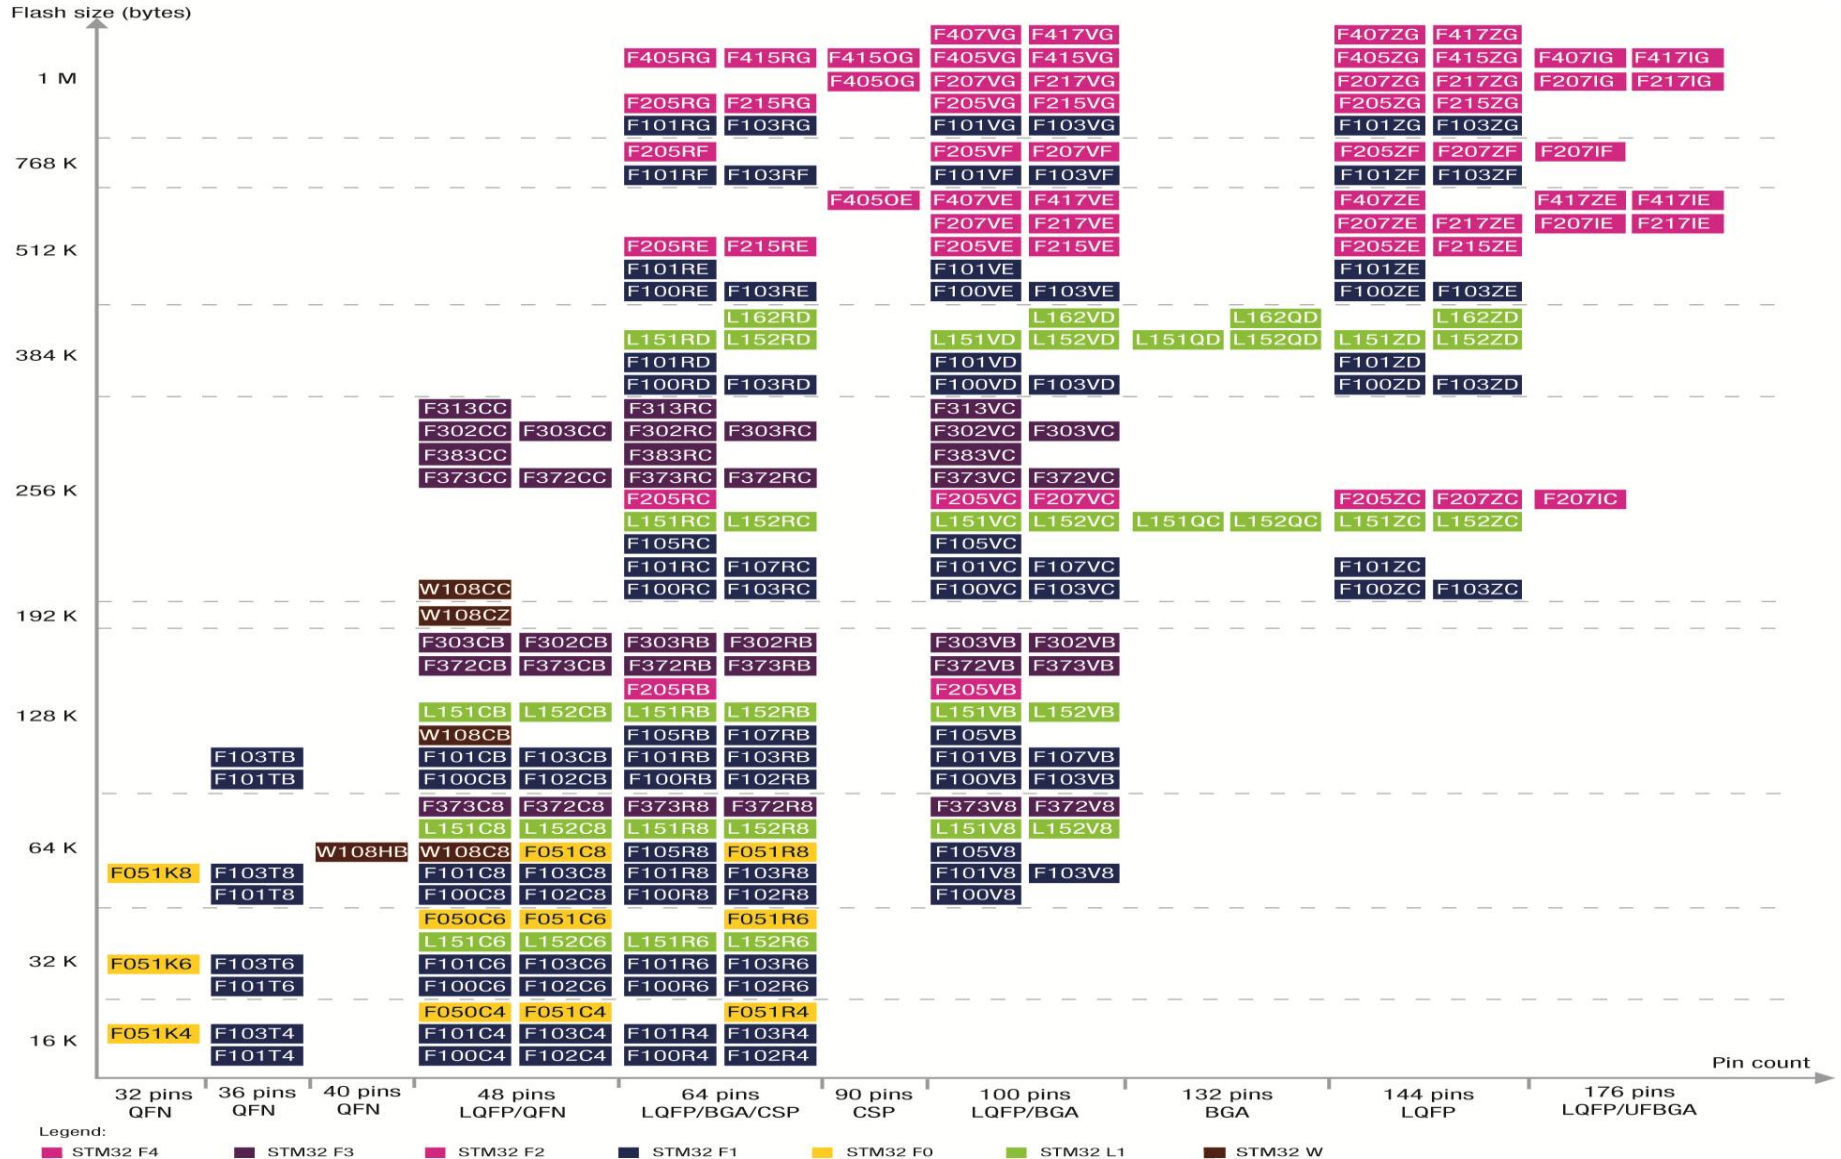 Flash size (bytes)
F407VG F417VG F407ZG F417ZG
F405RG F415RG F415OG F405VG F415VG F405ZG F415ZG F407IG F417IG
1 M
F405OG F207VG F217VG F207ZG F217ZG F207IG F217IG
F205RG F215RG F205VG F215VG F205ZG F215ZG
F101RG F103RG F101VG F103VG F101ZG F103ZG
F205RF F205VF F207VF F205ZF F207ZF F207IF
768 K
F101RF F103RF F101VF F103VF F101ZF F103ZF
F405OE F407VE F417VE F407ZE F417ZE F417IE
F207VE F217VE F207ZE F217ZE F207IE F217IE
512 K F205RE F215RE F205VE F215VE F205ZE F215ZE
F101RE F101VE F101ZE
F100RE F103RE F100VE F103VE F100ZE F103ZE
L162RD L162VD L162QD L162ZD
L151RD L152RD L151VD L152VD L151QD L152QD L151ZD L152ZD
384 K F101RD F101VD F101ZD
F100RD F103RD F100VD F103VD F100ZD F103ZD
F313CC F313RC F313VC
F302CC F303CC F302RC F303RC F302VC F303VC
F383CC F383RC F383VC
F373CC F372CC F373RC F372RC F373VC F372VC
256 K F205RC F205VC F207VC F205ZC F207ZC F207IC
L151RC L152RC L151VC L152VC L151QC L152QC L151ZC L152ZC
F105RC F105VC
F101RC F107RC F101VC F107VC F101ZC
W108CC F100RC F103RC F100VC F103VC F100ZC F103ZC
192 K W108CZ
F303CB F302CB F303RB F302RB F303VB F302VB
F372CB F373CB F372RB F373RB F372VB F373VB
F205RB F205VB
128 K L151CB L152CB L151RB L152RB L151VB L152VB
W108CB F105RB F107RB F105VB
F103TB F101CB F103CB F101RB F103RB F101VB F107VB
F101TB F100CB F102CB F100RB F102RB F100VB F103VB
F373C8 F372C8 F373R8 F372R8 F373V8 F372V8
L151C8 L152C8 L151R8 L152R8 L151V8 L152V8
64 K W108HB W108C8 F051C8 F105R8 F051R8 F105V8
F051K8 F103T8 F101C8 F103C8 F101R8 F103R8 F101V8 F103V8
F101T8 F100C8 F102C8 F100R8 F102R8 F100V8
F050C6 F051C6 F051R6
L151C6 L152C6 L151R6 L152R6
32 K F051K6 F103T6 F101C6 F103C6 F101R6 F103R6
F101T6 F100C6 F102C6 F100R6 F102R6
F050C4 F051C4 F051R4
16 K F051K4 F103T4 F101C4 F103C4 F101R4 F103R4
F101T4 F100C4 F102C4 F100R4 F102R4
Pin count
32 pins 36 pins 40 pins 48 pins 64 pins 90 pins 100 pins 132 pins 144 pins 176 pins
QFN QFN QFN LQFP/QFN LQFP/BGA/CSP CSP LQFP/BGA BGA LQFP LQFP/UFBGA
Legend:
STM32 F4 STM32 F3 STM32 F2 STM32 F1 STM32 F0 STM32 L1 STM32 W